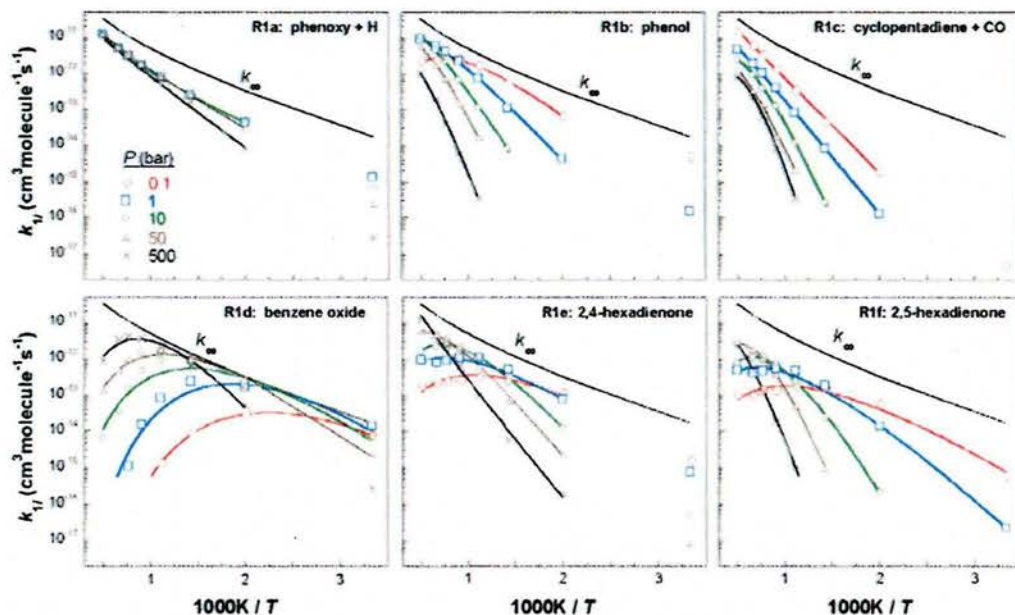 R1a: phenoxy + H
R1b: phenol
R1c: cyclopentadiene + CO
k∞
k∞
k∞
P (bar)
0 1
1
10
50
500
k1i (cm³molecule⁻¹s⁻¹)
10⁻¹⁷
R1d: benzene oxide
R1e: 2,4-hexadienone
R1f: 2,5-hexadienone
k∞
k∞
k∞
k1i (cm³molecule⁻¹s⁻¹)
1
2
3
1
2
3
1
2
3
1000K / T
1000K / T
1000K / T